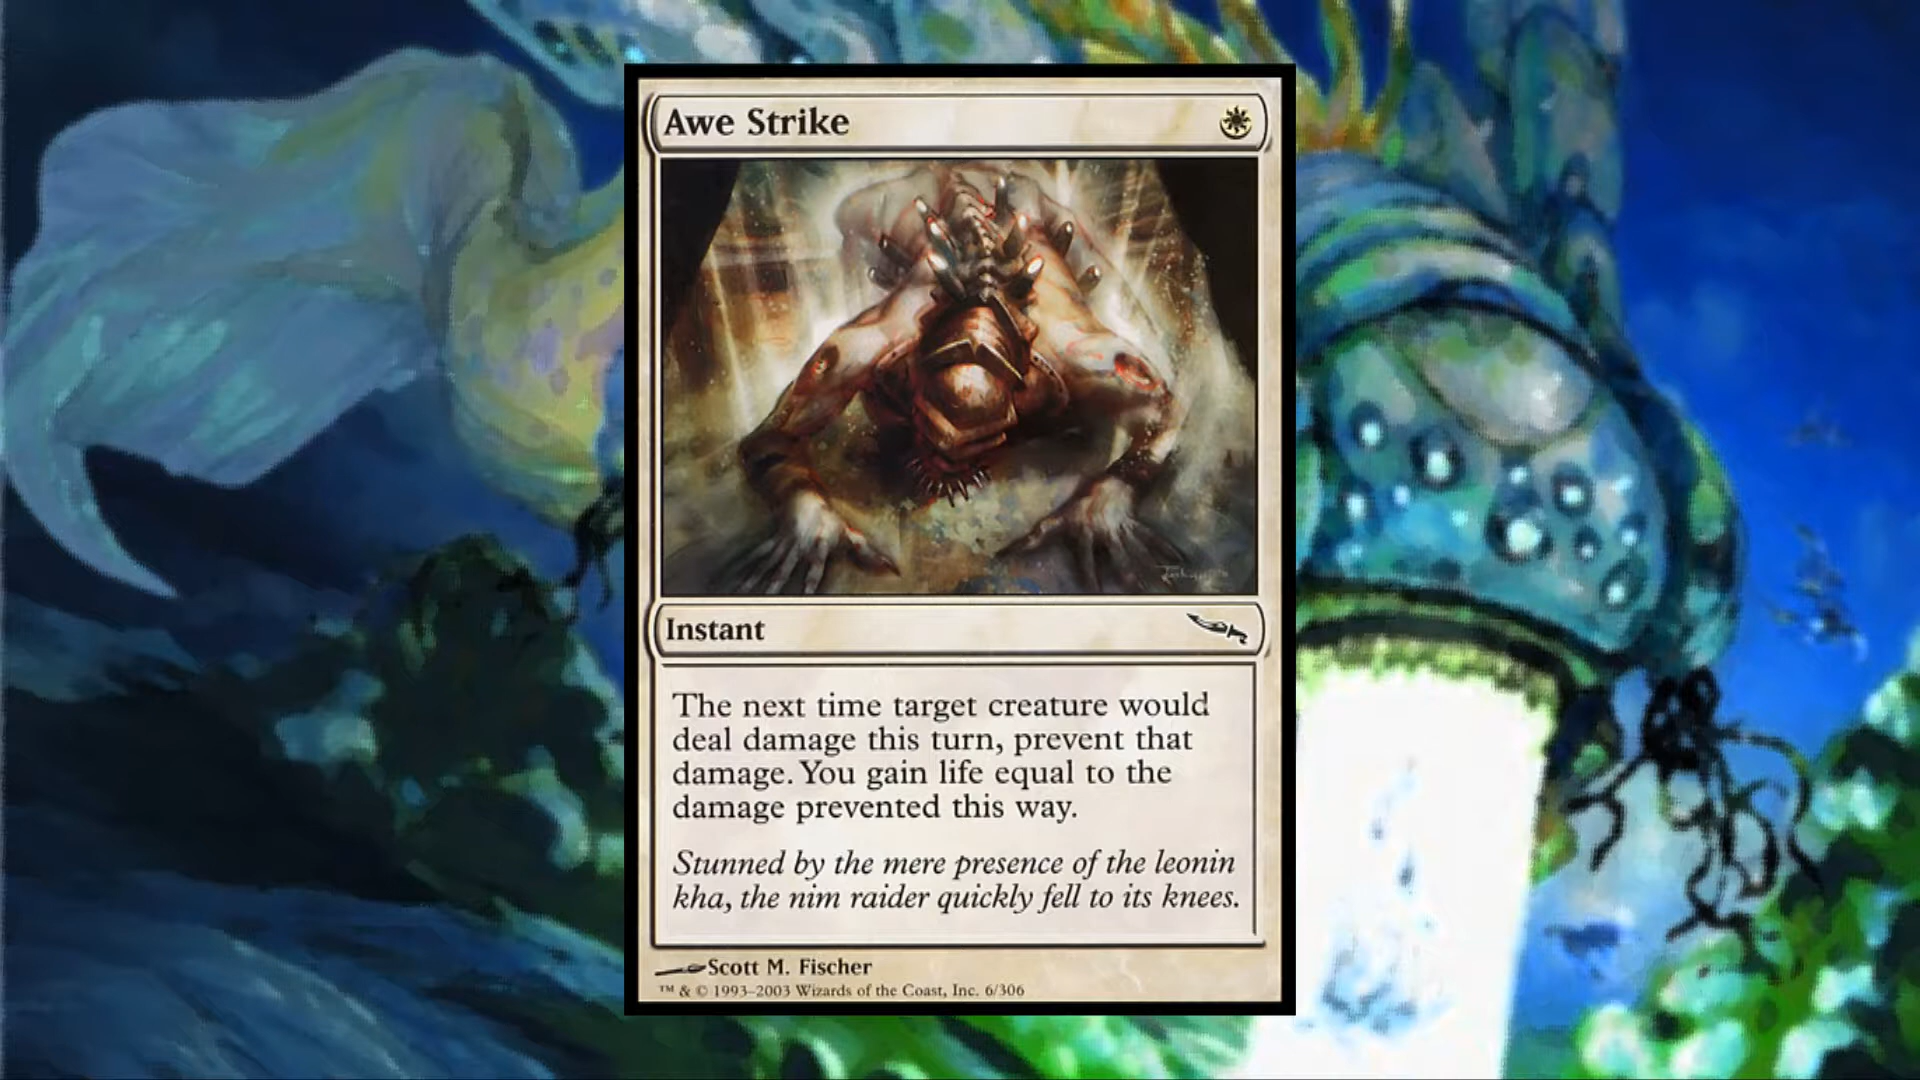 Awe Strike
Instant
The next time target creature would
deal damage this turn, prevent that
damage. You gain life equal to the
damage prevented this way.
Stunned by the mere presence of the leonin
kha, the nim raider quickly fell to its knees.
Scott M. Fischer
™ & © 1993–2003 Wizards of the Coast, Inc. 6/306